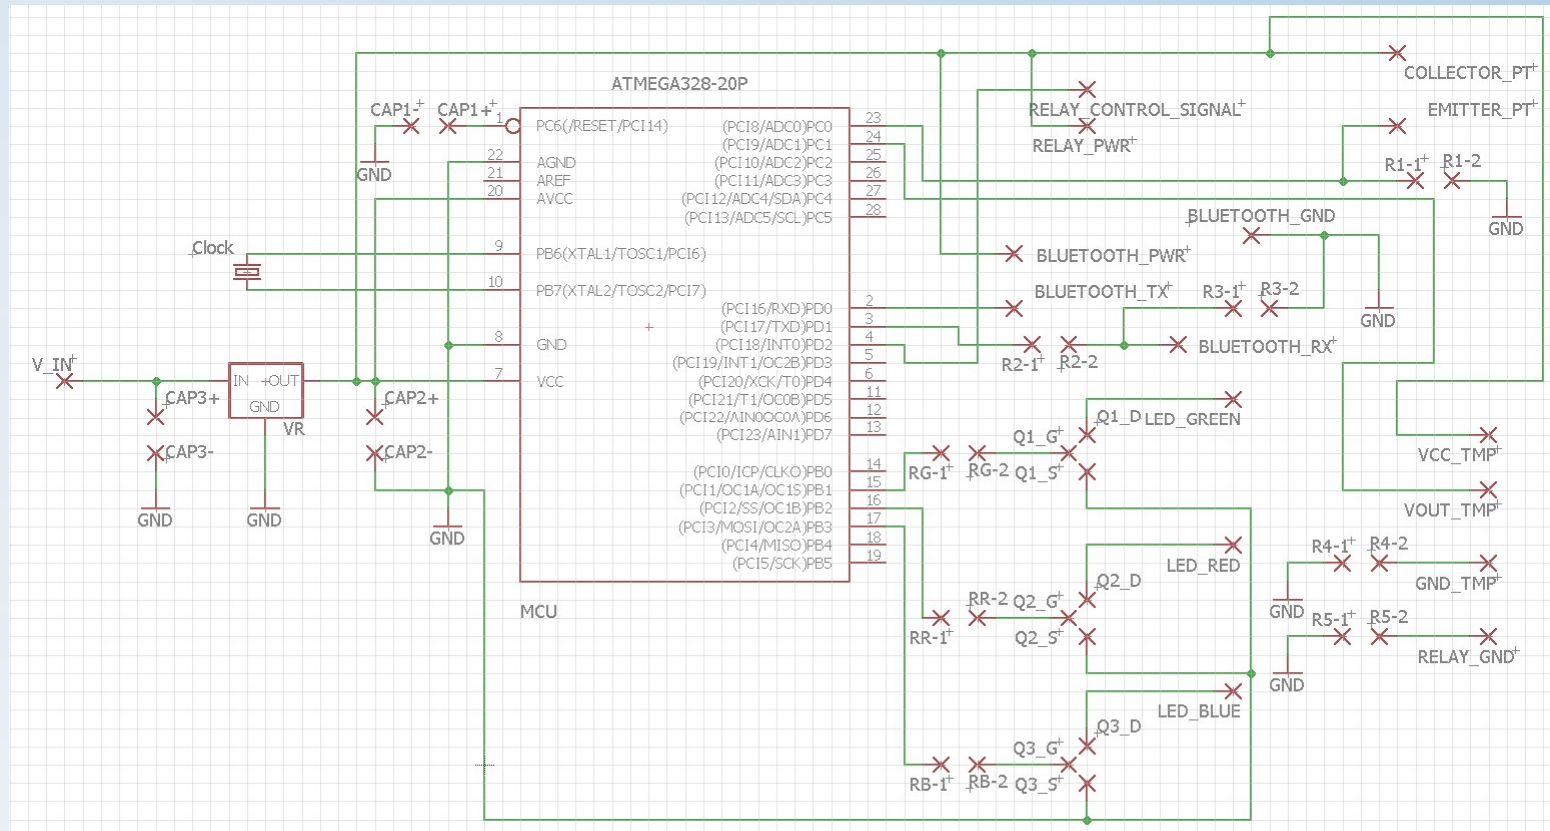 ATMEGA328-20P
COLLECTOR_PT
CAP1-
CAP1+
RELAY_CONTROL_SIGNAL
EMITTER_PT
1
PC6(/RESET/PCI14)
(PCI8/ADC0)PC0
23
RELAY_PWR
(PCI9/ADC1)PC1
24
GND
22
AGND
(PCI10/ADC2)PC2
25
R1-1
R1-2
21
AREF
(PCI11/ADC3)PC3
26
20
AVCC
(PCI12/ADC4/SDA)PC4
27
(PCI13/ADC5/SCL)PC5
28
BLUETOOTH_GND
GND
Clock
9
PB6(XTAL1/TOSC1/PCI6)
BLUETOOTH_PWR
10
PB7(XTAL2/TOSC2/PCI7)
BLUETOOTH_TX
R3-1
R3-2
(PCI16/RXD)PD0
2
GND
(PCI17/TXD)PD1
3
8
GND
(PCI18/INT0)PD2
4
BLUETOOTH_RX
V_IN
(PCI19/INT1/OC2B)PD3
5
R2-1
R2-2
IN
OUT
7
VCC
(PCI20/XCK/T0)PD4
6
CAP3+
GND
CAP2+
(PCI21/T1/OC0B)PD5
11
VR
(PCI22/AIN0OC0A)PD6
12
Q1_D
LED_GREEN
(PCI23/AIN1)PD7
13
Q1_G
CAP3-
CAP2-
VCC_TMP
(PCI0/ICP/CLKO)PB0
14
RG-1
RG-2
Q1_S
(PCI1/OC1A/OC1S)PB1
15
(PCI2/SS/OC1B)PB2
16
VOUT_TMP
GND
GND
GND
(PCI3/MOSI/OC2A)PB3
17
(PCI4/MISO)PB4
18
R4-1
R4-2
(PCI5/SCK)PB5
19
LED_RED
Q2_D
GND_TMP
MCU
RR-2
Q2_G
GND
RR-1
Q2_S
R5-1
R5-2
RELAY_GND
GND
LED_BLUE
Q3_D
Q3_G
RB-1
RB-2
Q3_S